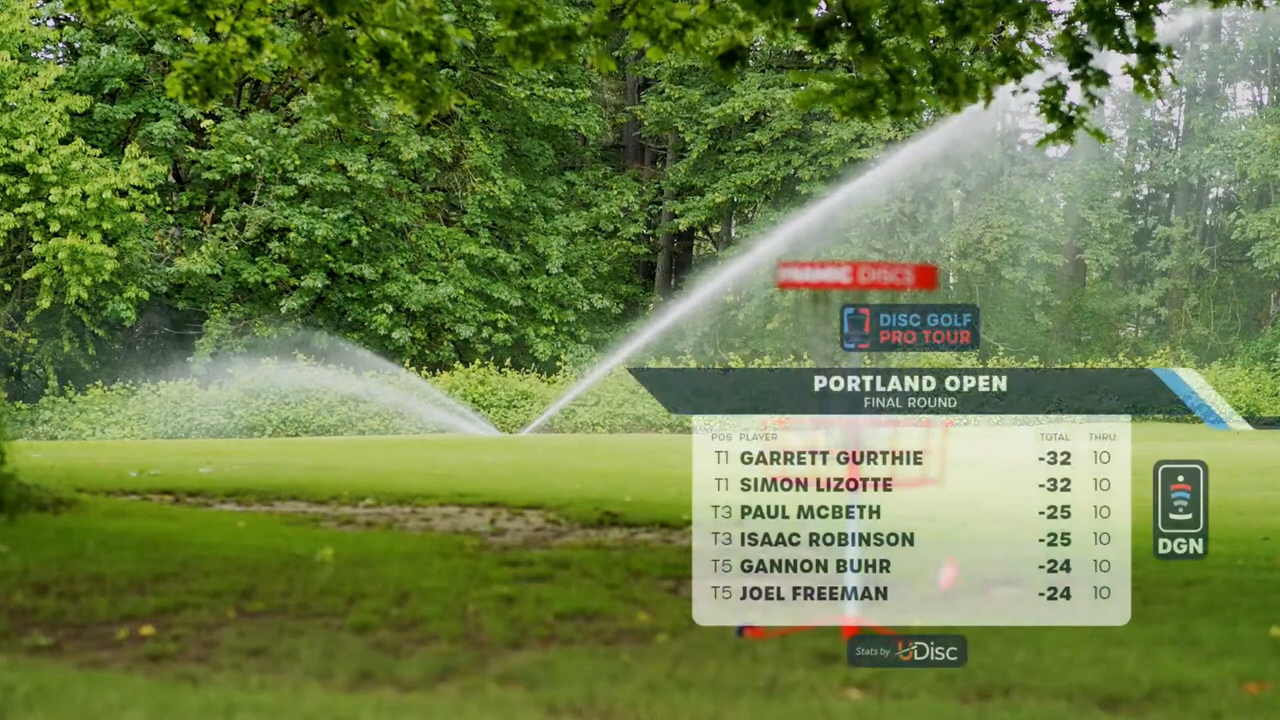 DISCS
DISC GOLF
PRO TOUR
PORTLAND OPEN
FINAL ROUND
POS PLAYER TOTAL THRU
T1 GARRETT GURTHIE -32 10
T1 SIMON LIZOTTE -32 10
T3 PAUL MCBETH -25 10
T3 ISAAC ROBINSON -25 10
T5 GANNON BUHR -24 10
T5 JOEL FREEMAN -24 10
DGN
Stats by UDisc